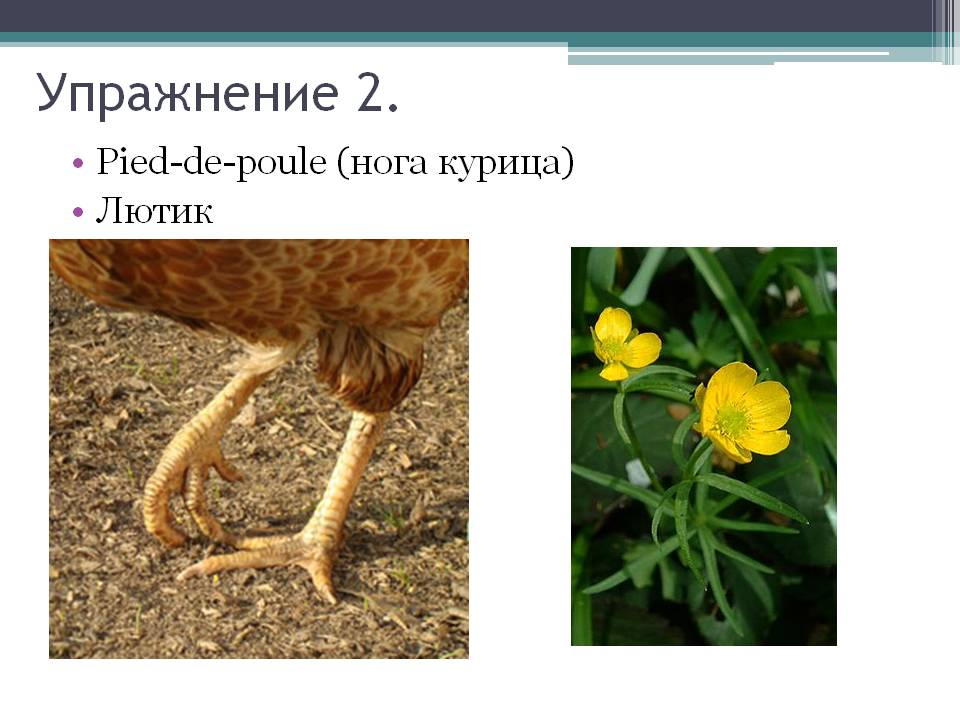 Упражнение 2.
• Pied-de-poule (нога курица)
• Лютик